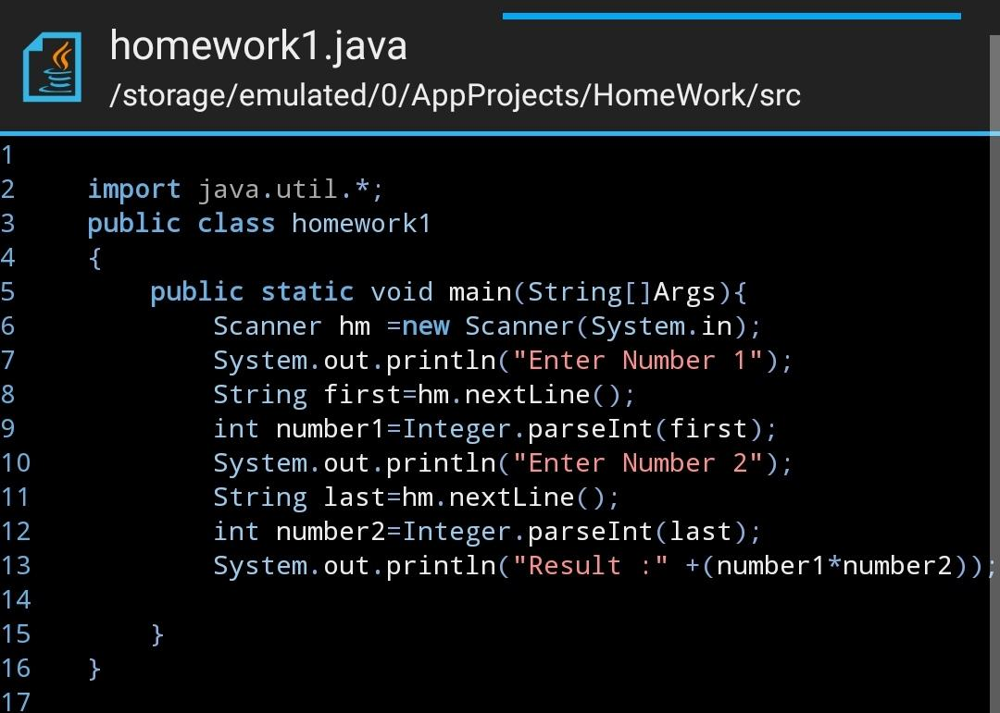 homework1.java
/storage/emulated/0/AppProjects/HomeWork/src
1
2 import java.util.*;
3 public class homework1
4 {
5 public static void main(String[]Args){
6 Scanner hm =new Scanner(System.in);
7 System.out.println("Enter Number 1");
8 String first=hm.nextLine();
9 int number1=Integer.parseInt(first);
10 System.out.println("Enter Number 2");
11 String last=hm.nextLine();
12 int number2=Integer.parseInt(last);
13 System.out.println("Result :" +(number1*number2));
14
15 }
16 }
17